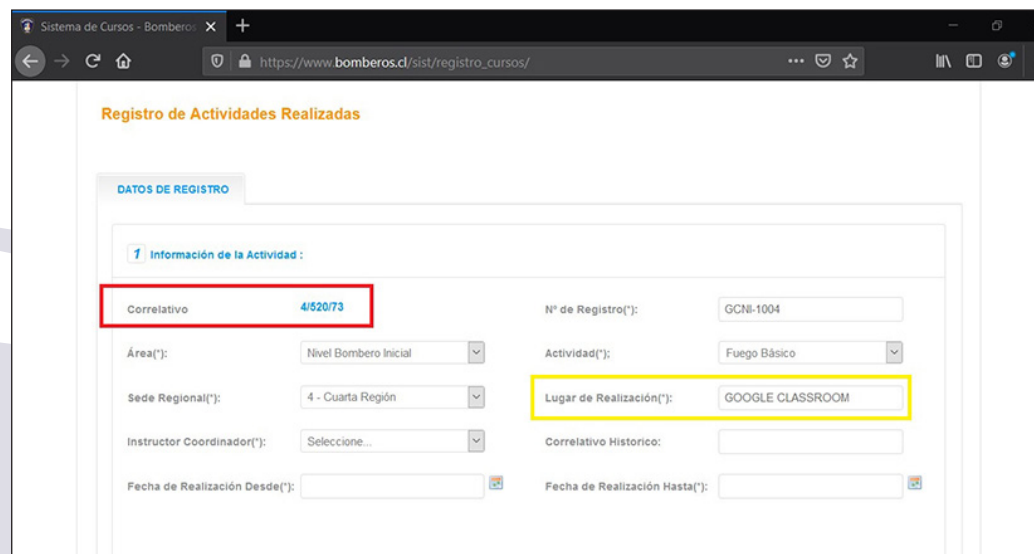 Sistema de Cursos - Bomberos
https://www.bomberos.cl/sist/registro_cursos/
Registro de Actividades Realizadas
DATOS DE REGISTRO
1 Información de la Actividad :
Correlativo 4/520/73 Nº de Registro(*): GCNI-1004
Área(*): Nivel Bombero Inicial Actividad(*); Fuego Básico
Sede Regional(*): 4 - Cuarta Región Lugar de Realización(*): GOOGLE CLASSROOM
Instructor Coordinador(*): Seleccione... Correlativo Historico:
Fecha de Realización Desde(*): Fecha de Realización Hasta(*):